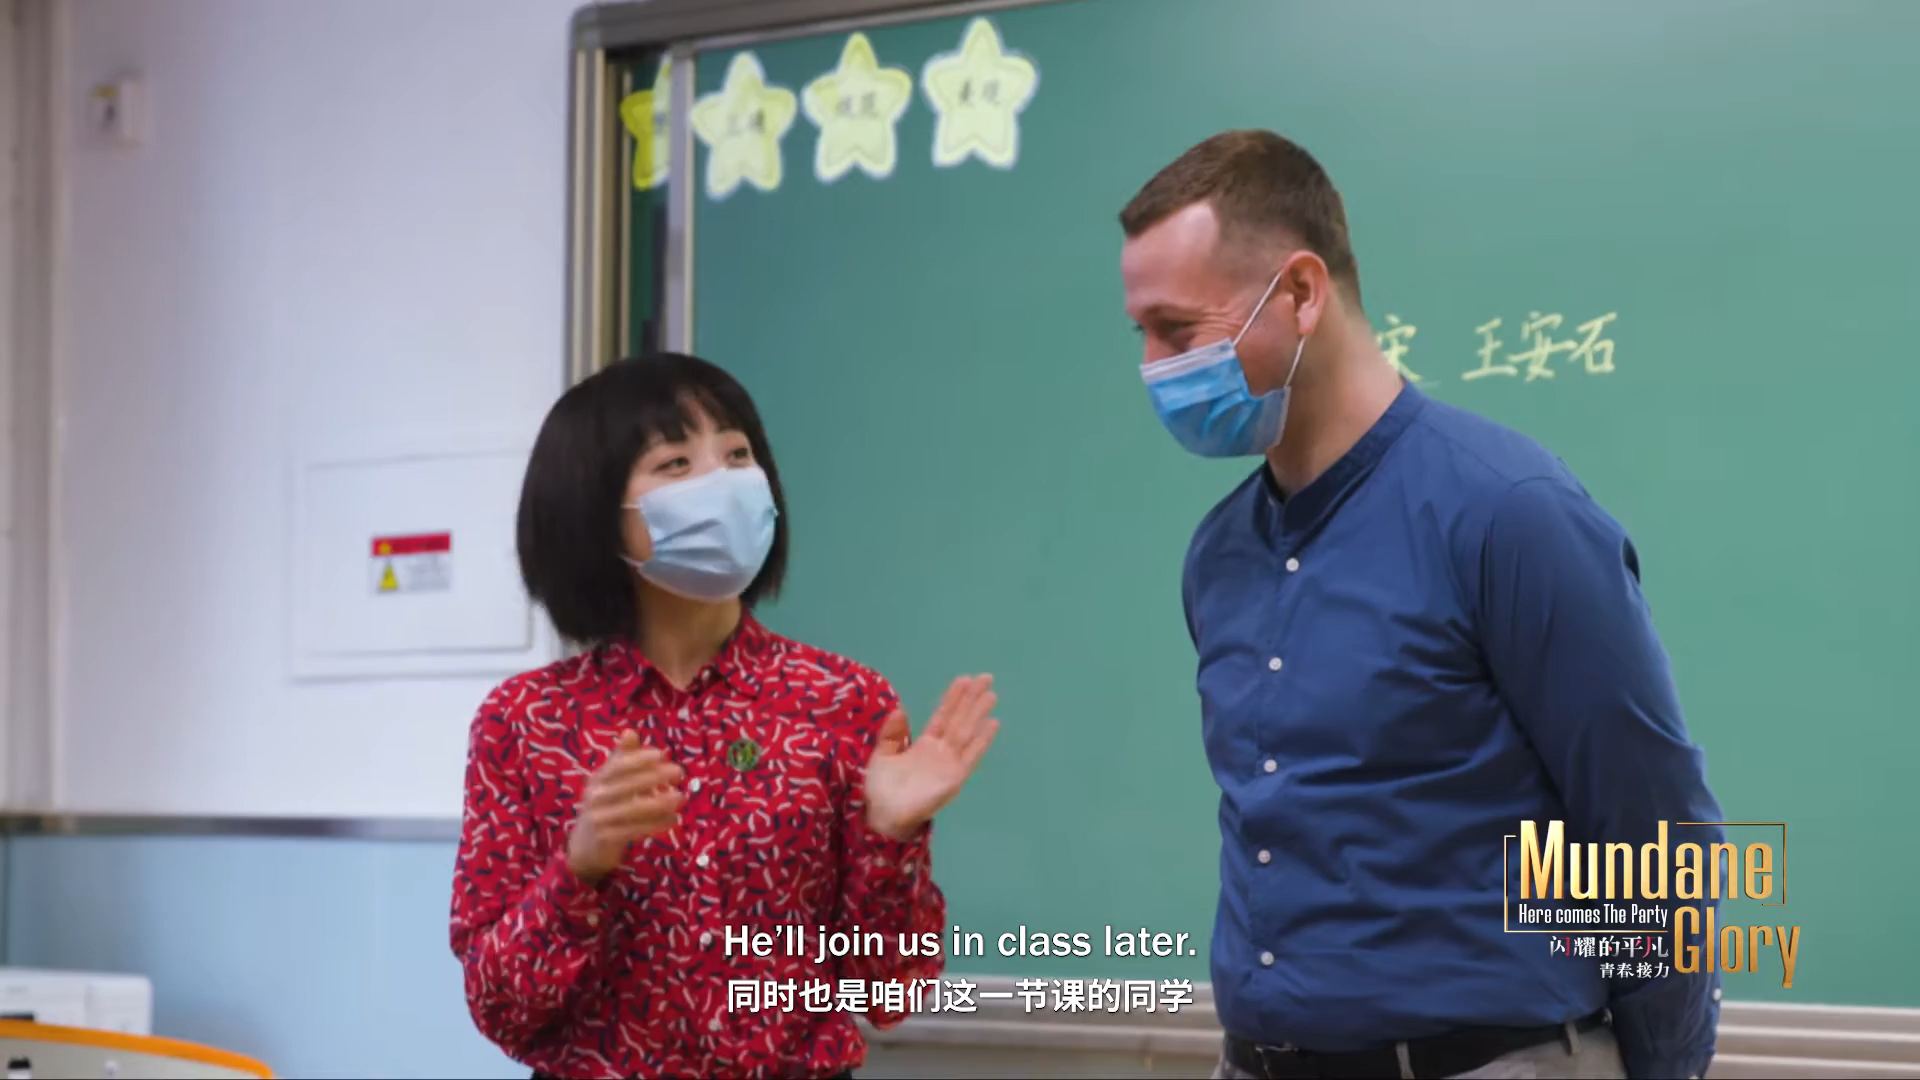 宋 王安石
Mundane
Here comes The Party
Glory
闪耀的平凡
青春接力
He'll join us in class later.
同时也是咱们这一节课的同学